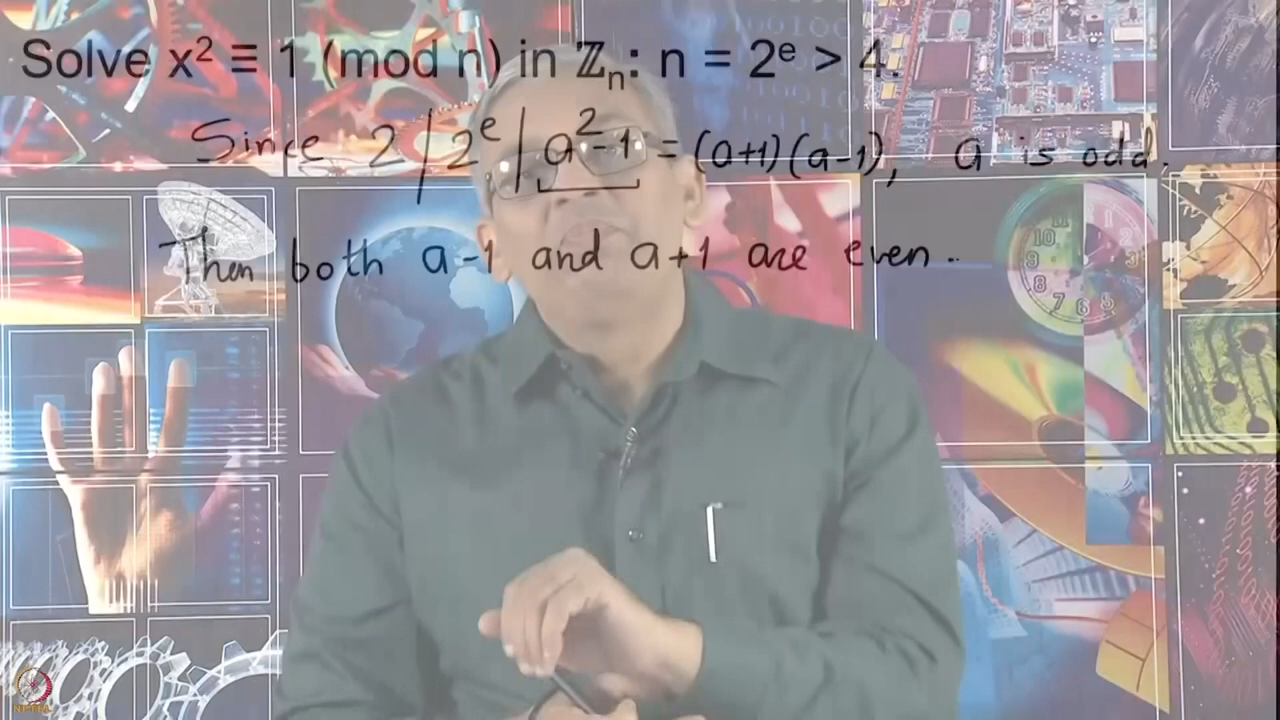 Solve x² ≡ 1 (mod n) in ℤₙ: n = 2ᵉ > 4.
Since 2 | 2ᵉ | a²-1 = (a+1)(a-1), a is odd.
Then both a-1 and a+1 are even.
NPTEL